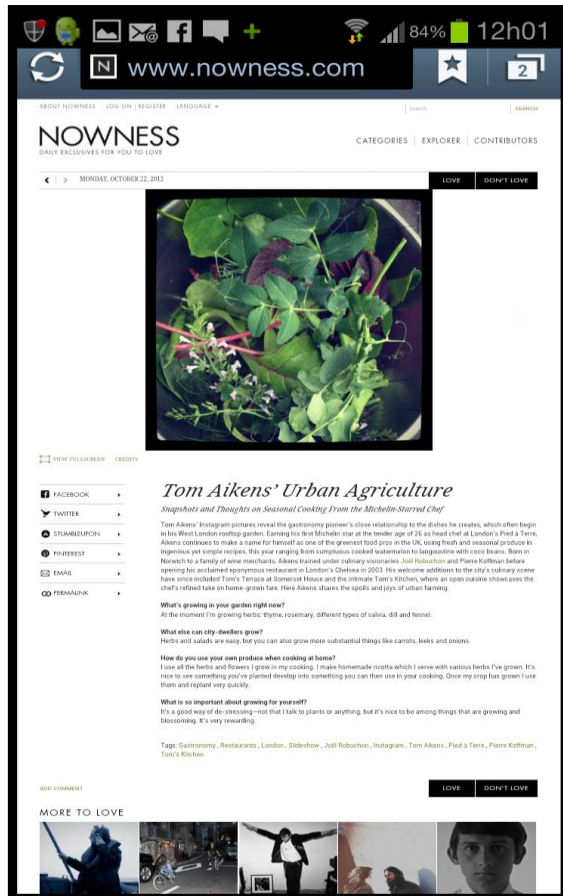 84% 12h01
N www.nowness.com 2
ABOUT NOWNESS LOG ON | REGISTER LANGUAGE Search SEARCH
NOWNESS
DAILY EXCLUSIVES FOR YOU TO LOVE
CATEGORIES | EXPLORER | CONTRIBUTORS
MONDAY, OCTOBER 22, 2012 LOVE DON'T LOVE
VIEW FULLSCREEN CREDITS
FACEBOOK
TWITTER
STUMBLEUPON
PINTEREST
EMAIL
PERMALINK
Tom Aikens' Urban Agriculture
Snapshots and Thoughts on Seasonal Cooking From the Michelin-Starred Chef
Tom Aikens' Instagram pictures reveal the gastronomy pioneer's close relationship to the dishes he creates, which often begin
in his West London rooftop garden. Earning his first Michelin star at the tender age of 26 as head chef at London's Pied à Terre,
Aikens continues to make a name for himself as one of the greenest food pros in the UK, using fresh and seasonal produce in
ingenious yet simple recipes, this year ranging from sumptuous cooked watermelon to langoustine with coco beans. Born in
Norwich to a family of wine merchants, Aikens trained under culinary visionaries Joël Robuchon and Pierre Koffman before
opening his acclaimed eponymous restaurant in London's Chelsea in 2003. His welcome additions to the city's culinary scene
have since included Tom's Terrace at Somerset House and the intimate Tom's Kitchen, where an open cuisine showcases the
chef's refined take on home-grown fare. Here Aikens shares the spoils and joys of urban farming.
What's growing in your garden right now?
At the moment I'm growing herbs: thyme, rosemary, different types of salvia, dill and fennel.
What else can city-dwellers grow?
Herbs and salads are easy, but you can also grow more substantial things like carrots, leeks and onions.
How do you use your own produce when cooking at home?
I use all the herbs and flowers I grow in my cooking. I make homemade ricotta which I serve with various herbs I've grown. It's
nice to see something you've planted develop into something you can then use in your cooking. Once my crop has grown I use
them and replant very quickly.
What is so important about growing for yourself?
It's a good way of de-stressing—not that I talk to plants or anything, but it's nice to be among things that are growing and
blossoming. It's very rewarding.
Tags: Gastronomy , Restaurants , London , Slideshow , Joël Robuchon , Instagram , Tom Aikens , Pied à Terre , Pierre Koffman ,
Tom's Kitchen
ADD COMMENT LOVE DON'T LOVE
MORE TO LOVE